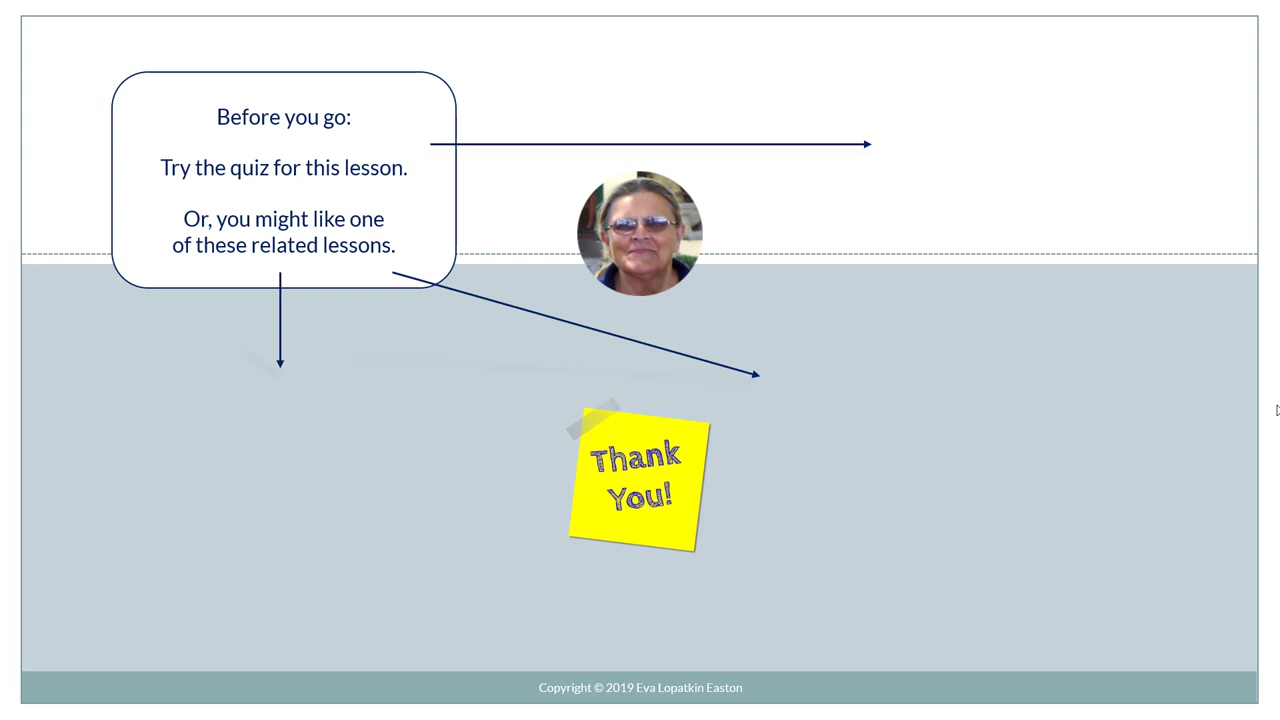 Before you go:
Try the quiz for this lesson.
Or, you might like one
of these related lessons.
Thank
You!
Copyright © 2019 Eva Lopatkin Easton